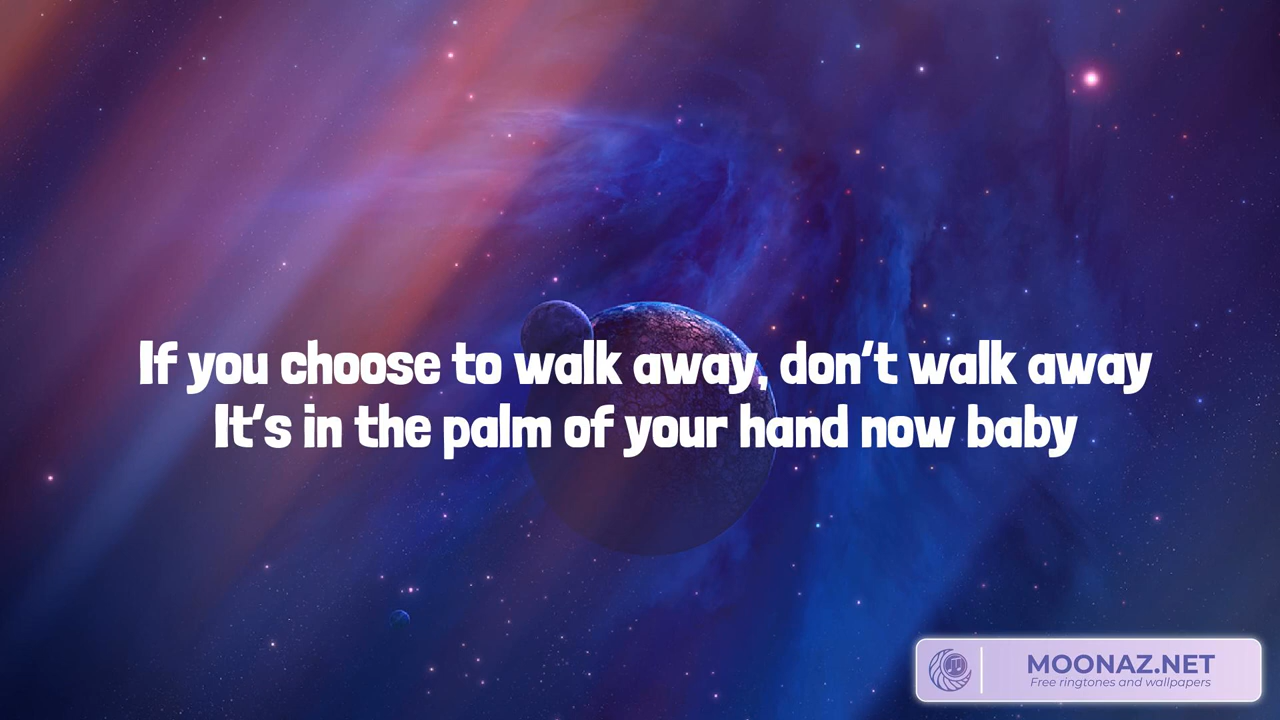 If you choose to walk away, don't walk away
It's in the palm of your hand now baby
MOONAZ.NET
Free ringtones and wallpapers